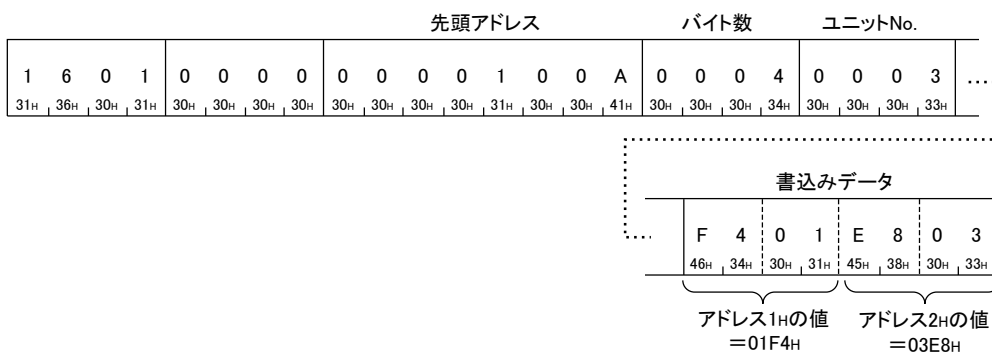 先頭アドレス バイト数 ユニットNo.
1 6 0 1 0 0 0 0 0 0 0 0 1 0 0 A 0 0 0 4 0 0 0 3 …
31H 36H 30H 31H 30H 30H 30H 30H 30H 30H 30H 30H 31H 30H 30H 41H 30H 30H 30H 34H 30H 30H 30H 33H
書込みデータ
F 4 0 1 E 8 0 3
46H 34H 30H 31H 45H 38H 30H 33H
アドレス1Hの値 アドレス2Hの値
=01F4H =03E8H